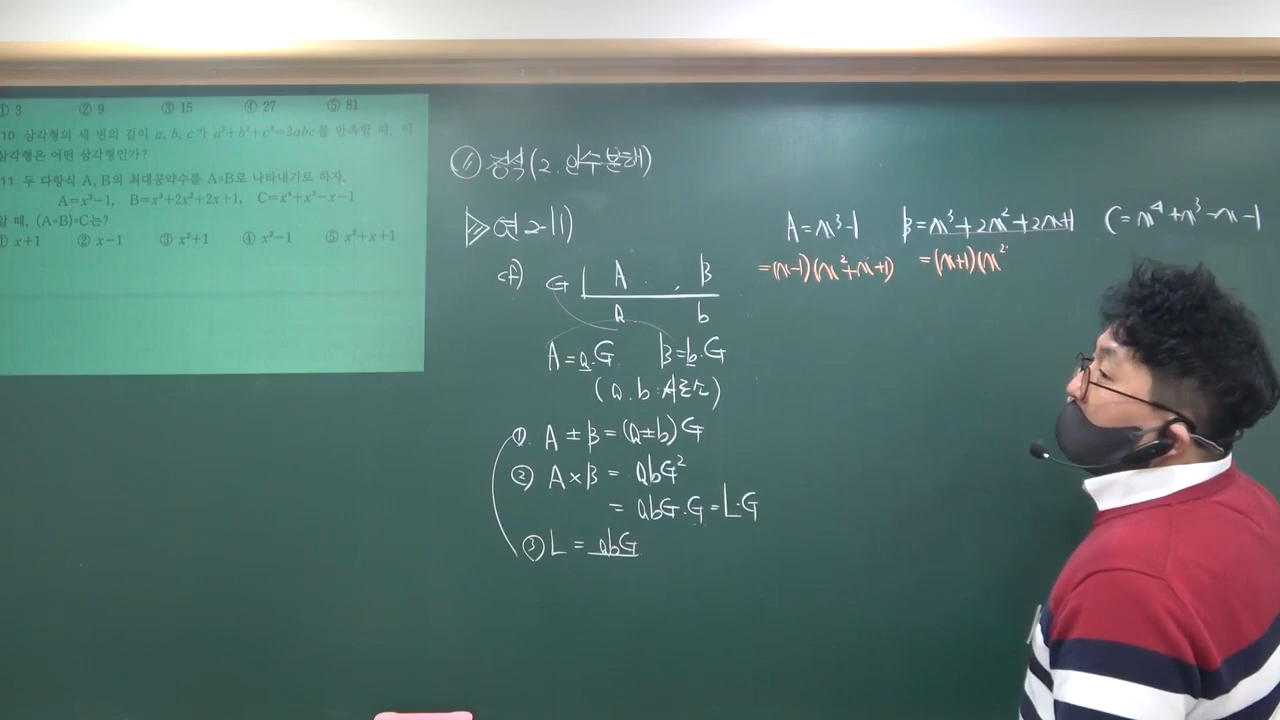 ① 3 ② 9 ③ 15 ④ 27 ⑤ 81
10 삼각형의 세 변의 길이 a, b, c가 a³+b³+c³=3abc를 만족할 때, 이
삼각형은 어떤 삼각형인가?
11 두 다항식 A, B의 최대공약수를 A∘B로 나타내기로 하자.
A=x³-1, B=x³+2x²+2x+1, C=x⁴+x³-x-1
일 때, (A∘B)∘C는?
① x+1 ② x-1 ③ x²+1 ④ x²-1 ⑤ x²+x+1
정석(2. 인수분해)
연 2-11)
cf) G A . , B
a b
A=a.G B=b.G
(a.b 서로소)
① A ± B = (a±b) G
② A × B = abG²
= abG.G = L.G
③ L = abG
A = x³-1 B = x³+2x²+2x+1 C = x⁴+x³-x-1
=(x-1)(x²+x+1) =(x+1)(x²